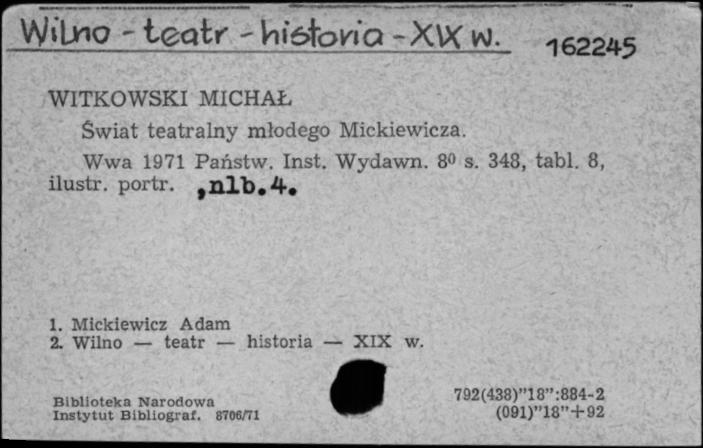 Wilno - teatr - historia - XIX w.
162245
WITKOWSKI MICHAŁ
Świat teatralny młodego Mickiewicza.
Wwa 1971 Państw. Inst. Wydawn. 8⁰ s. 348, tabl. 8,
ilustr. portr. ,nlb.4.
1. Mickiewicz Adam
2. Wilno — teatr — historia — XIX w.
Biblioteka Narodowa
Instytut Bibliograf. 8706/71
792(438)”18”:884-2
(091)”18”+92